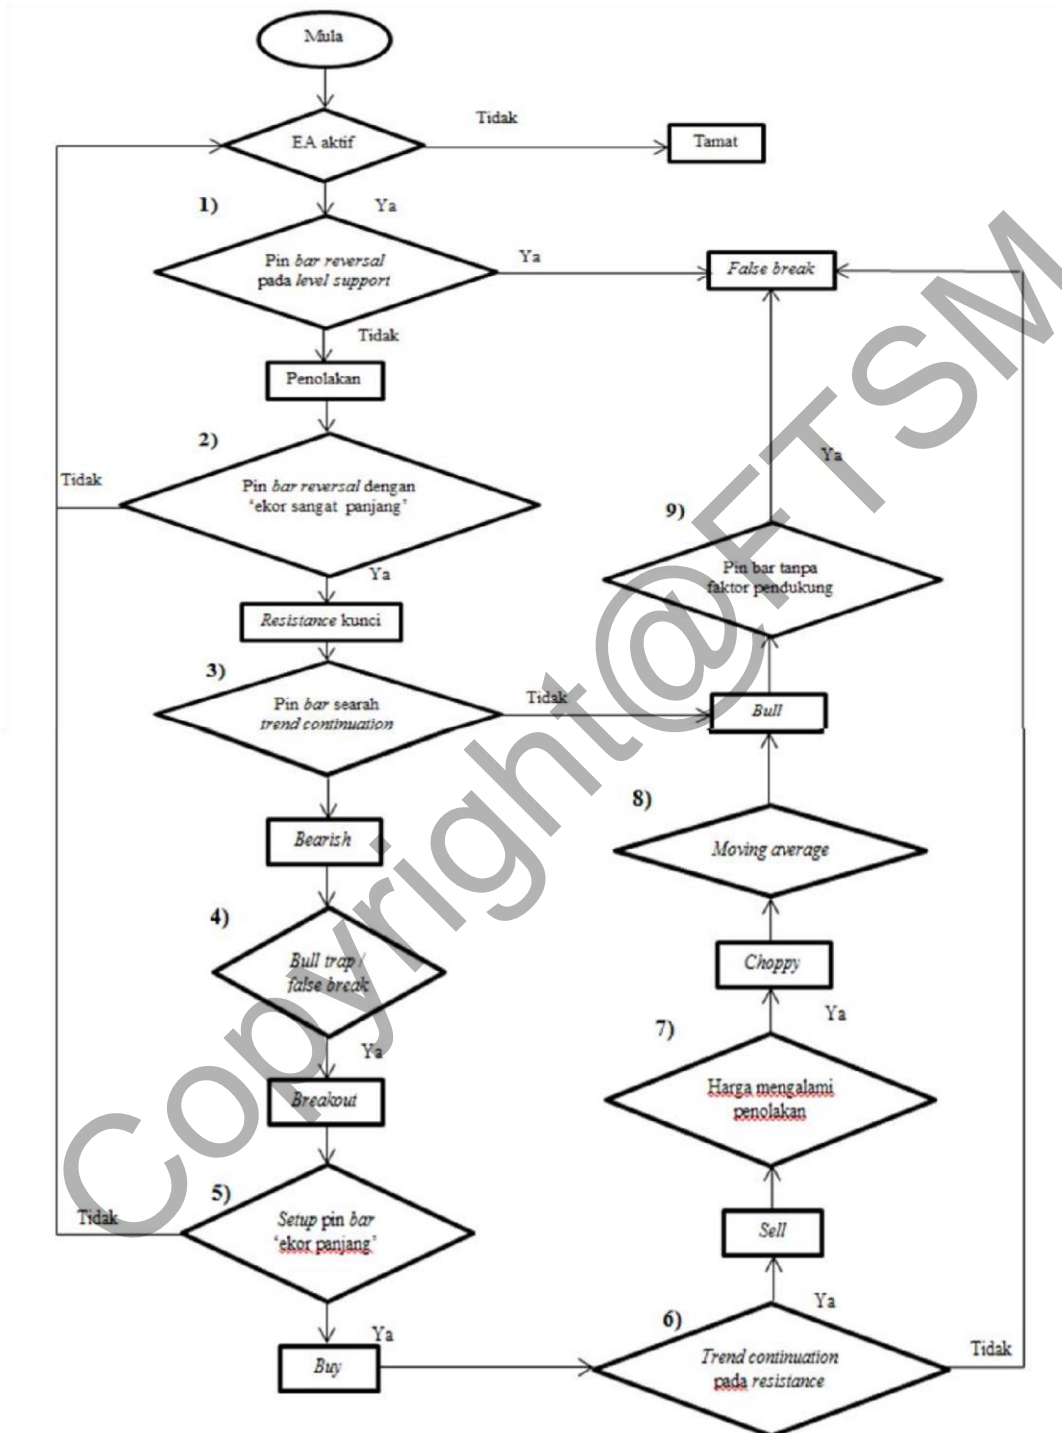 Mula
EA aktif
Tidak
Tamat
Ya
1)
Pin bar reversal
pada level support
Ya
False break
Tidak
Penolakan
2)
Pin bar reversal dengan
‘ekor sangat panjang’
Tidak
Ya
Resistance kunci
3)
Pin bar searah
trend continuation
Tidak
Bearish
4)
Bull trap /
false break
Ya
Breakout
5)
Setup pin bar
‘ekor panjang’
Tidak
Ya
Buy
6)
Trend continuation
pada resistance
Tidak
Ya
Sell
7)
Harga mengalami
penolakan
Ya
Choppy
8)
Moving average
Bull
9)
Pin bar tanpa
faktor pendukung
Ya
Copyright@FTSM